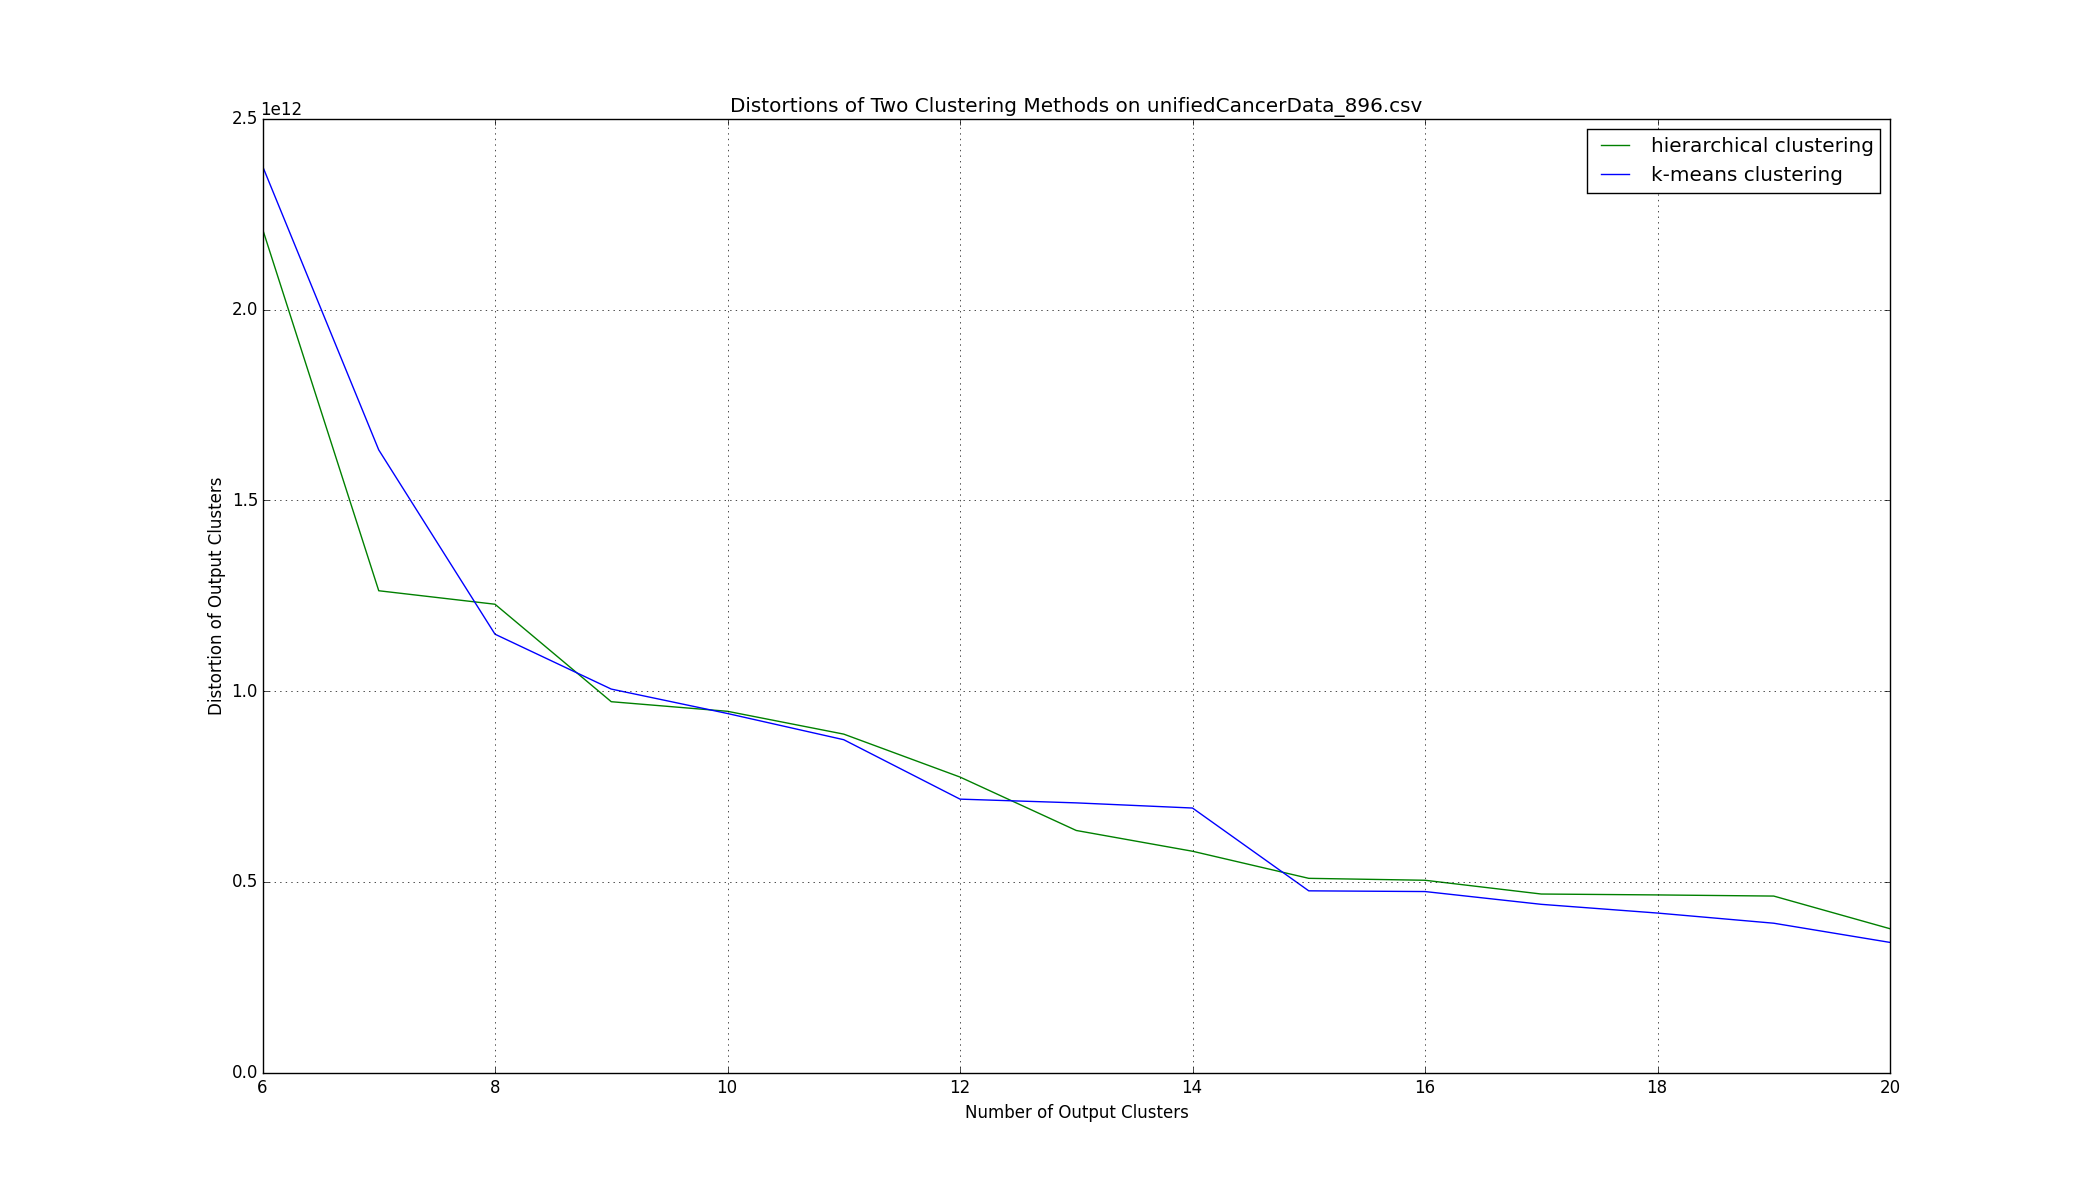 Distortions of Two Clustering Methods on unifiedCancerData_896.csv
1e12
hierarchical clustering
k-means clustering
2.5
2.0
1.5
1.0
0.5
0.0
Distortion of Output Clusters
6 8 10 12 14 16 18 20
Number of Output Clusters